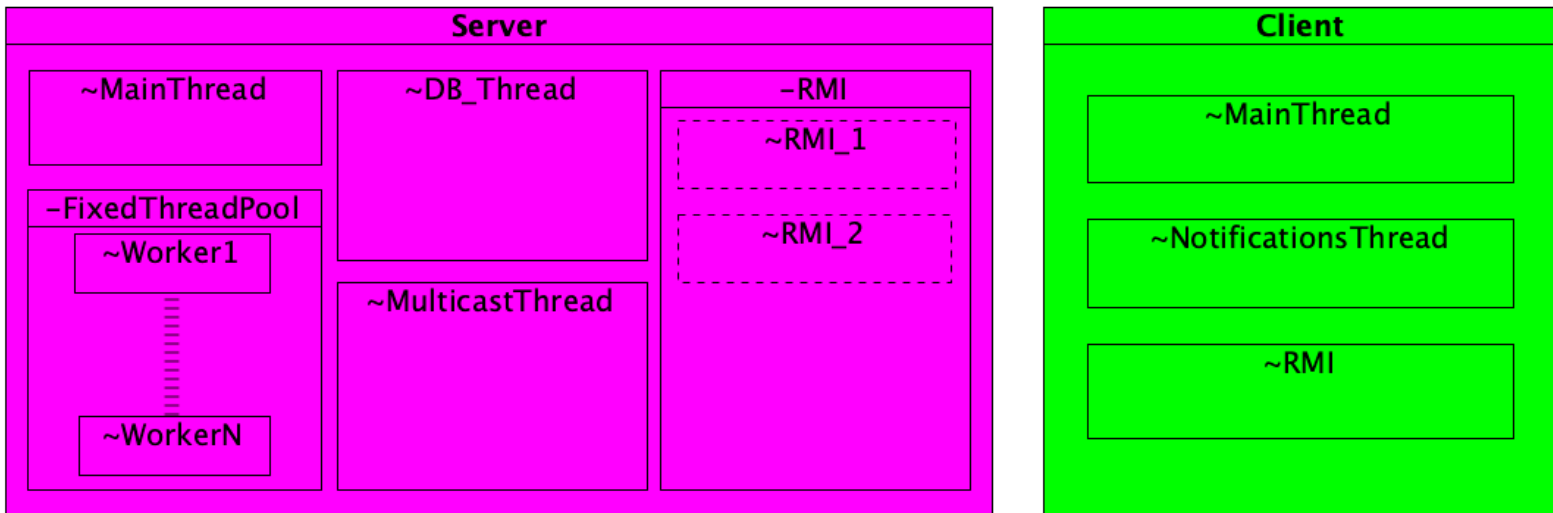 Server
~MainThread
-FixedThreadPool
~Worker1
~WorkerN
~DB_Thread
~MulticastThread
-RMI
~RMI_1
~RMI_2
Client
~MainThread
~NotificationsThread
~RMI